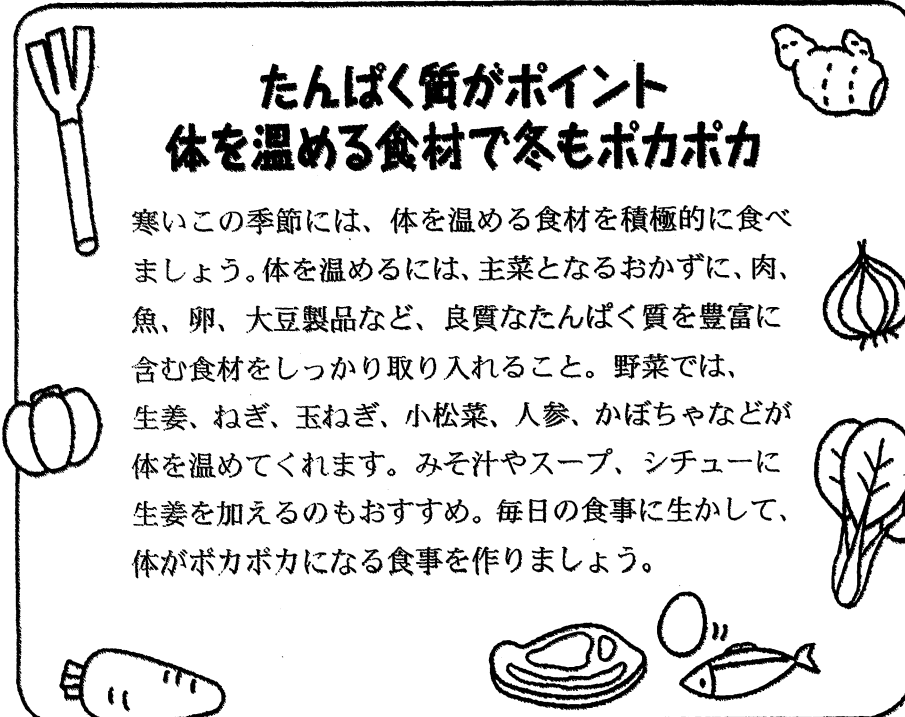 たんぱく質がポイント
体を温める食材で冬もポカポカ
寒いこの季節には、体を温める食材を積極的に食べ
ましょう。体を温めるには、主菜となるおかずに、肉、
魚、卵、大豆製品など、良質なたんぱく質を豊富に
含む食材をしっかり取り入れること。野菜では、
生姜、ねぎ、玉ねぎ、小松菜、人参、かぼちゃなどが
体を温めてくれます。みそ汁やスープ、シチューに
生姜を加えるのもおすすめ。毎日の食事に生かして、
体がポカポカになる食事を作りましょう。